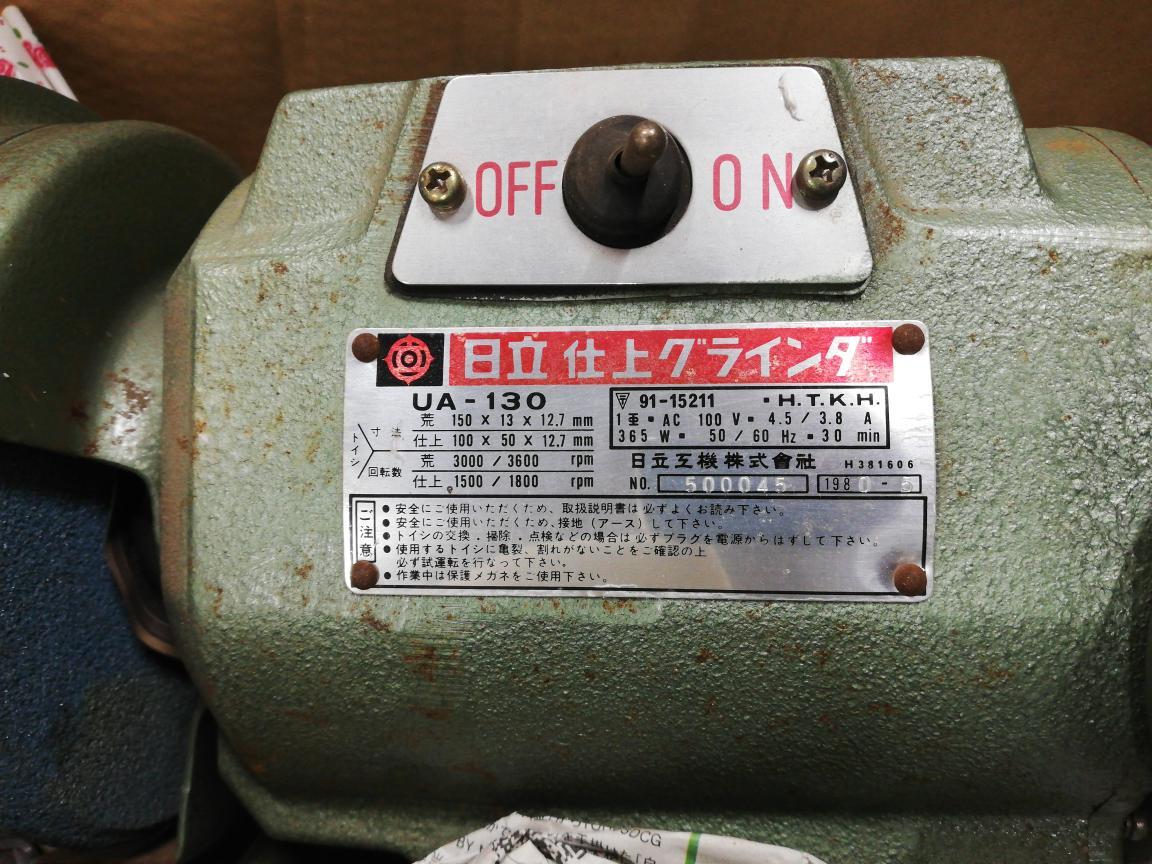 OFF ON
日立 仕上グラインダ
UA-130
トイシ
寸法
荒 150 X 13 X 12.7 mm
仕上 100 X 50 X 12.7 mm
回転数
荒 3000 / 3600 rpm
仕上 1500 / 1800 rpm
91-15211 ・H.T.K.H.
1 AC 100 V 4.5 / 3.8 A
365 W 50 / 60 Hz 30 min
日立工機株式會社 H381606
NO. 500045 1980-5
ご注意
● 安全にご使用いただくため、取扱説明書は必ずよくお読み下さい。
● 安全にご使用いただくため、接地(アース)して下さい。
● トイシの交換．掃除．点検などの場合は必ずプラグを電源からはずして下さい。
● 使用するトイシに亀裂、割れがないことをご確認の上
必ず試運転を行なって下さい。
● 作業中は保護メガネをご使用下さい。